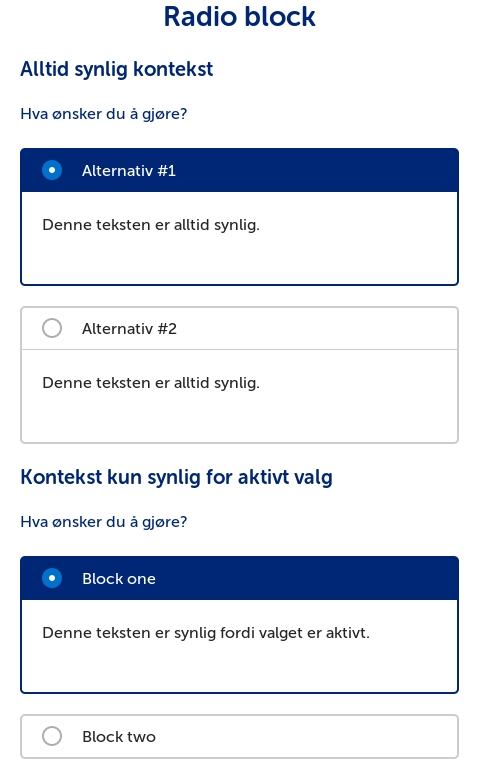 Radio block
Alltid synlig kontekst
Hva ønsker du å gjøre?
Alternativ #1
Denne teksten er alltid synlig.
Alternativ #2
Denne teksten er alltid synlig.
Kontekst kun synlig for aktivt valg
Hva ønsker du å gjøre?
Block one
Denne teksten er synlig fordi valget er aktivt.
Block two